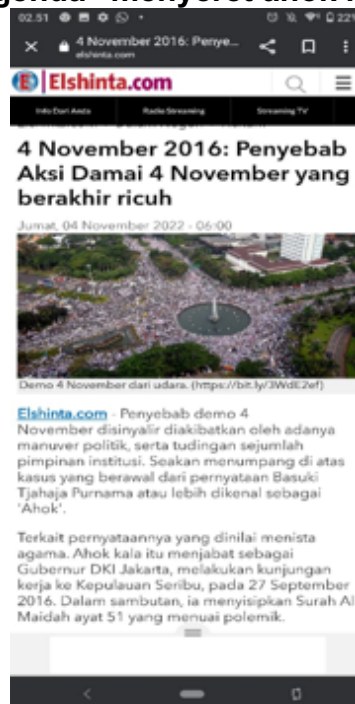 02.51
4 November 2016: Penye...
elshinta.com
Elshinta.com
Info Dari Anda
Radio Streaming
Streaming TV
4 November 2016: Penyebab
Aksi Damai 4 November yang
berakhir ricuh
Jumat, 04 November 2022 - 06:00
Demo 4 November dari udara. (https://bit.ly/3WdE2ef)
Elshinta.com - Penyebab demo 4
November disinyalir diakibatkan oleh adanya
manuver politik, serta tudingan sejumlah
pimpinan institusi. Seakan menumpang di atas
kasus yang berawal dari pernyataan Basuki
Tjahaja Purnama atau lebih dikenal sebagai
'Ahok'.
Terkait pernyataannya yang dinilai menista
agama. Ahok kala itu menjabat sebagai
Gubernur DKI Jakarta, melakukan kunjungan
kerja ke Kepulauan Seribu, pada 27 September
2016. Dalam sambutan, ia menyisipkan Surah Al
Maidah ayat 51 yang menuai polemik.